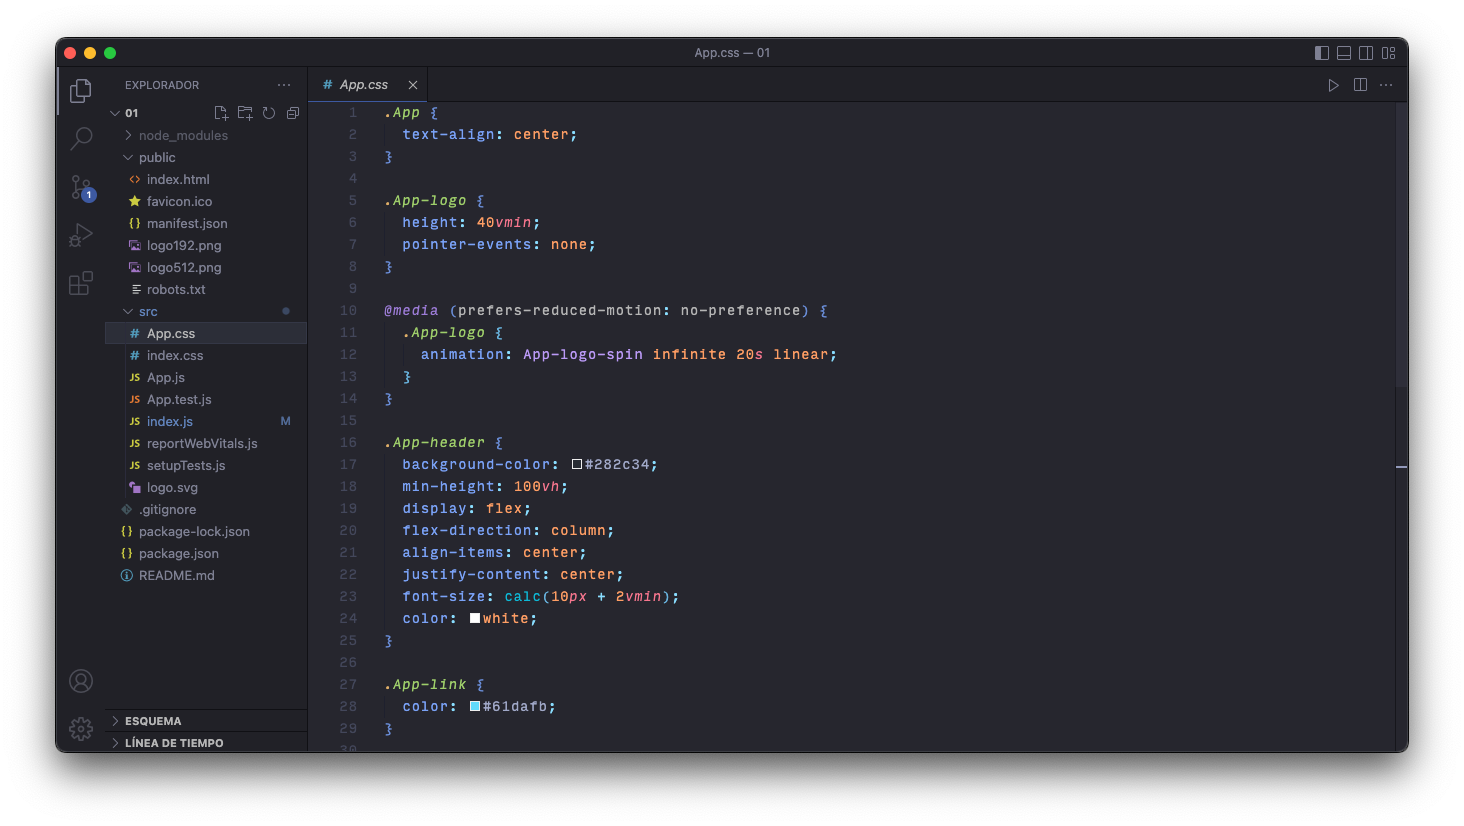 App.css — 01
EXPLORADOR
01
node_modules
public
index.html
favicon.ico
manifest.json
logo192.png
logo512.png
robots.txt
src
App.css
index.css
App.js
App.test.js
index.js M
reportWebVitals.js
setupTests.js
logo.svg
.gitignore
package-lock.json
package.json
README.md
ESQUEMA
LÍNEA DE TIEMPO
1
# App.css
1 .App {
2 text-align: center;
3 }
4
5 .App-logo {
6 height: 40vmin;
7 pointer-events: none;
8 }
9
10 @media (prefers-reduced-motion: no-preference) {
11 .App-logo {
12 animation: App-logo-spin infinite 20s linear;
13 }
14 }
15
16 .App-header {
17 background-color: #282c34;
18 min-height: 100vh;
19 display: flex;
20 flex-direction: column;
21 align-items: center;
22 justify-content: center;
23 font-size: calc(10px + 2vmin);
24 color: white;
25 }
26
27 .App-link {
28 color: #61dafb;
29 }
30